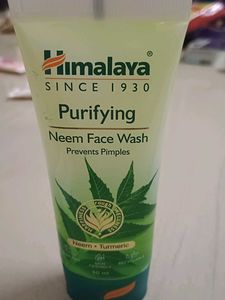 Himalaya®
SINCE 1930
Purifying
Neem Face Wash
Prevents Pimples
Neem • Turmeric